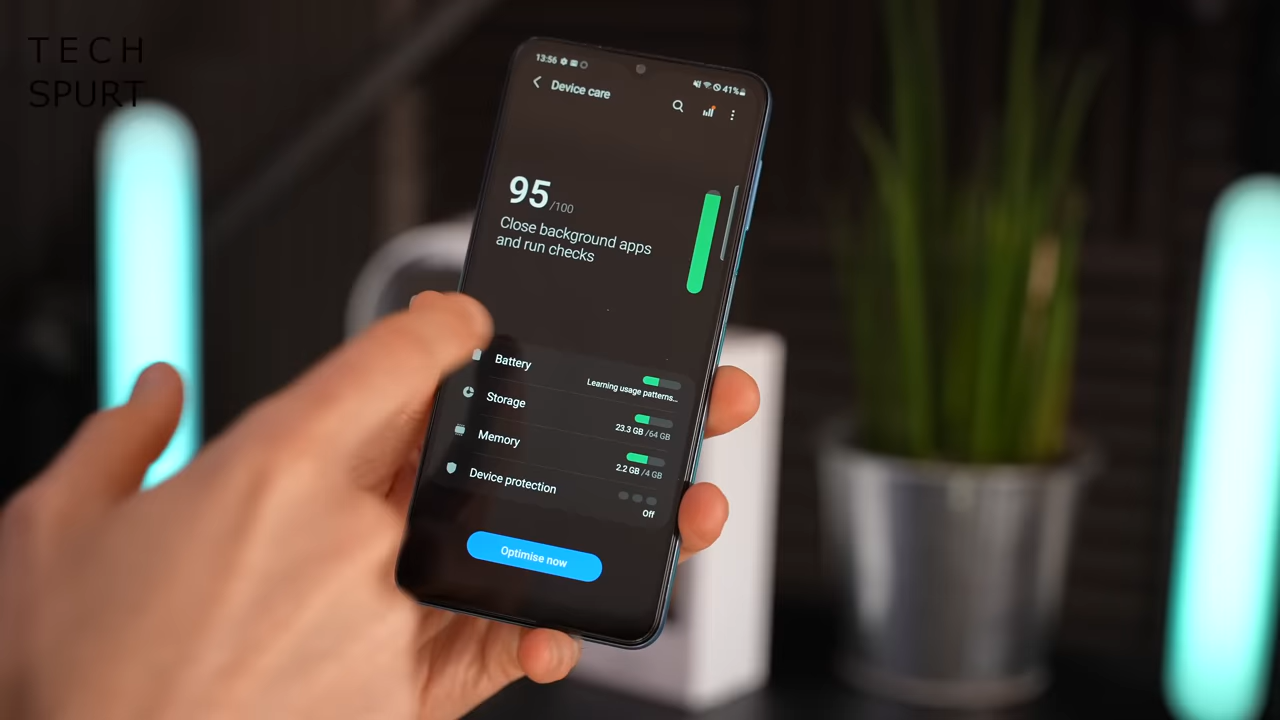 TECH
SPURT
13:56
41%
Device care
95/100
Close background apps
and run checks
Battery
Learning usage patterns...
Storage
23.3 GB/64 GB
Memory
2.2 GB/4 GB
Device protection
Off
Optimise now